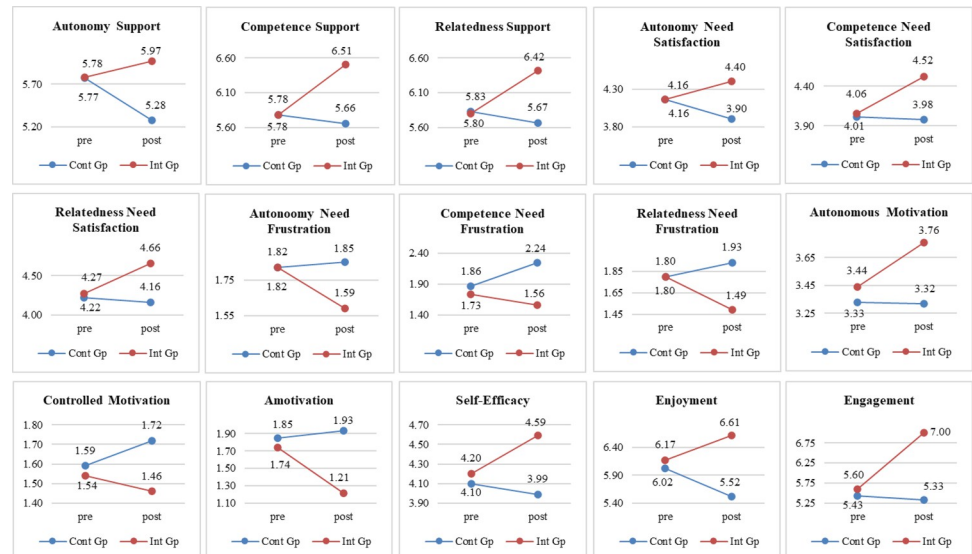 Autonomy Support
5.97
5.78
5.70
5.77
5.28
5.20
pre post
Cont Gp Int Gp
Competence Support
6.51
6.60
6.10
5.78
5.66
5.60
5.78
pre post
Cont Gp Int Gp
Relatedness Support
6.60
6.42
6.10
5.83
5.67
5.60
5.80
pre post
Cont Gp Int Gp
Autonomy Need
Satisfaction
4.40
4.30
4.16
3.90
4.16
3.80
pre post
Cont Gp Int Gp
Competence Need
Satisfaction
4.52
4.40
4.06
3.98
3.90
4.01
pre post
Cont Gp Int Gp
Relatedness Need
Satisfaction
4.66
4.50
4.27
4.16
4.22
4.00
pre post
Cont Gp Int Gp
Autonoomy Need
Frustration
1.82 1.85
1.75
1.82
1.59
1.55
pre post
Cont Gp Int Gp
Competence Need
Frustration
2.40
2.24
1.86
1.90
1.73
1.56
1.40
pre post
Cont Gp Int Gp
Relatedness Need
Frustration
1.93
1.80
1.85
1.65
1.80
1.49
1.45
pre post
Cont Gp Int Gp
Autonomous Motivation
3.76
3.65
3.44
3.45
3.32
3.25
3.33
pre post
Cont Gp Int Gp
Controlled Motivation
1.80
1.72
1.70
1.59
1.60
1.50
1.54
1.46
1.40
pre post
Cont Gp Int Gp
Amotivation
1.85 1.93
1.90
1.70
1.74
1.50
1.30
1.21
1.10
pre post
Cont Gp Int Gp
Self-Efficacy
4.70
4.59
4.50
4.20
4.30
4.10
4.10
3.99
3.90
pre post
Cont Gp Int Gp
Enjoyment
6.61
6.40
6.17
5.90
6.02
5.52
5.40
pre post
Cont Gp Int Gp
Engagement
7.00
6.75
6.25
5.60
5.75
5.33
5.25
5.43
pre post
Cont Gp Int Gp